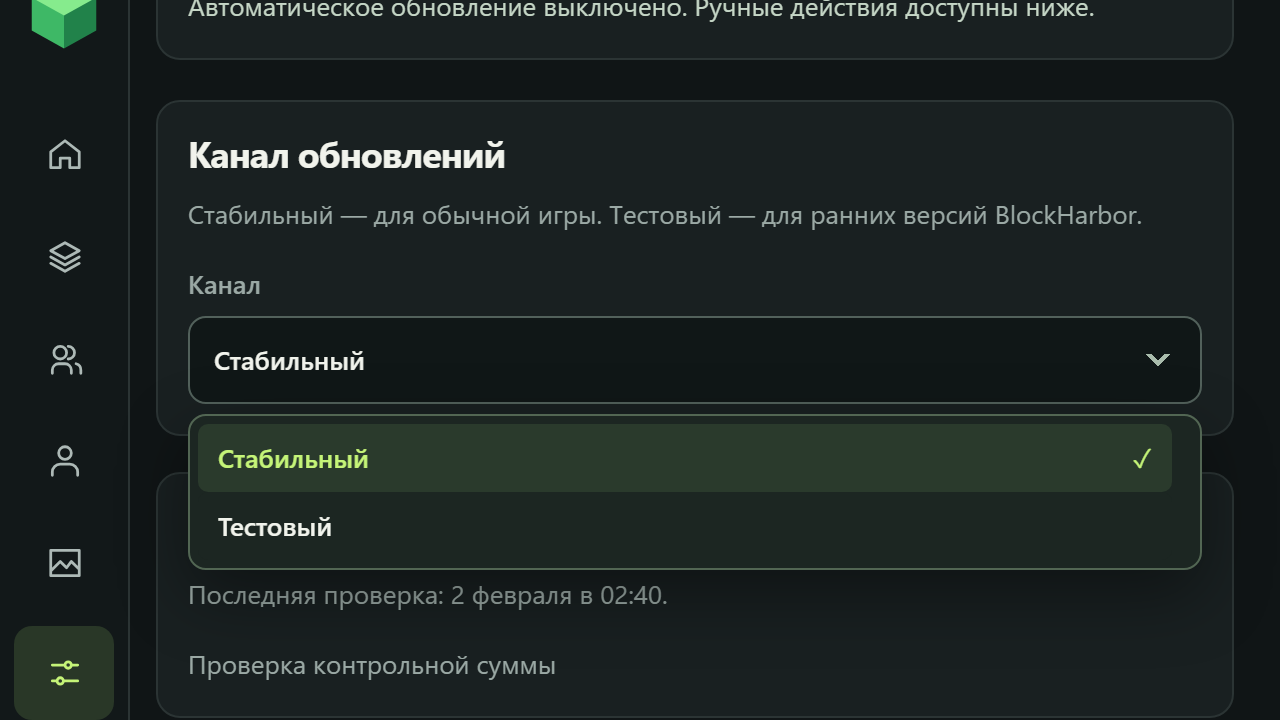 Автоматическое обновление выключено. Ручные действия доступны ниже.
Канал обновлений
Стабильный — для обычной игры. Тестовый — для ранних версий BlockHarbor.
Канал
Стабильный
Стабильный ✓
Тестовый
Последняя проверка: 2 февраля в 02:40.
Проверка контрольной суммы